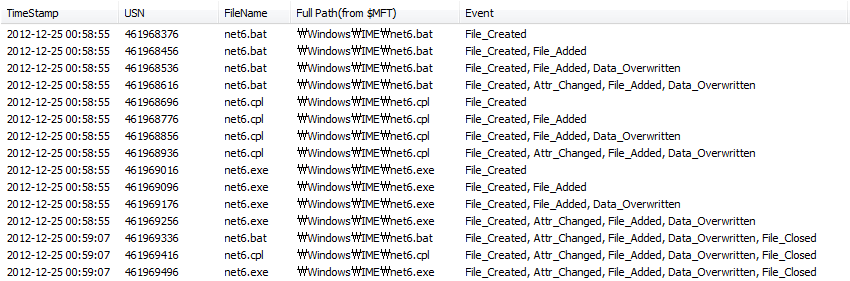 TimeStamp USN FileName Full Path(from $MFT) Event
2012-12-25 00:58:55 461968376 net6.bat ₩Windows₩IME₩net6.bat File_Created
2012-12-25 00:58:55 461968456 net6.bat ₩Windows₩IME₩net6.bat File_Created, File_Added
2012-12-25 00:58:55 461968536 net6.bat ₩Windows₩IME₩net6.bat File_Created, File_Added, Data_Overwritten
2012-12-25 00:58:55 461968616 net6.bat ₩Windows₩IME₩net6.bat File_Created, Attr_Changed, File_Added, Data_Overwritten
2012-12-25 00:58:55 461968696 net6.cpl ₩Windows₩IME₩net6.cpl File_Created
2012-12-25 00:58:55 461968776 net6.cpl ₩Windows₩IME₩net6.cpl File_Created, File_Added
2012-12-25 00:58:55 461968856 net6.cpl ₩Windows₩IME₩net6.cpl File_Created, File_Added, Data_Overwritten
2012-12-25 00:58:55 461968936 net6.cpl ₩Windows₩IME₩net6.cpl File_Created, Attr_Changed, File_Added, Data_Overwritten
2012-12-25 00:58:55 461969016 net6.exe ₩Windows₩IME₩net6.exe File_Created
2012-12-25 00:58:55 461969096 net6.exe ₩Windows₩IME₩net6.exe File_Created, File_Added
2012-12-25 00:58:55 461969176 net6.exe ₩Windows₩IME₩net6.exe File_Created, File_Added, Data_Overwritten
2012-12-25 00:58:55 461969256 net6.exe ₩Windows₩IME₩net6.exe File_Created, Attr_Changed, File_Added, Data_Overwritten
2012-12-25 00:59:07 461969336 net6.bat ₩Windows₩IME₩net6.bat File_Created, Attr_Changed, File_Added, Data_Overwritten, File_Closed
2012-12-25 00:59:07 461969416 net6.cpl ₩Windows₩IME₩net6.cpl File_Created, Attr_Changed, File_Added, Data_Overwritten, File_Closed
2012-12-25 00:59:07 461969496 net6.exe ₩Windows₩IME₩net6.exe File_Created, Attr_Changed, File_Added, Data_Overwritten, File_Closed